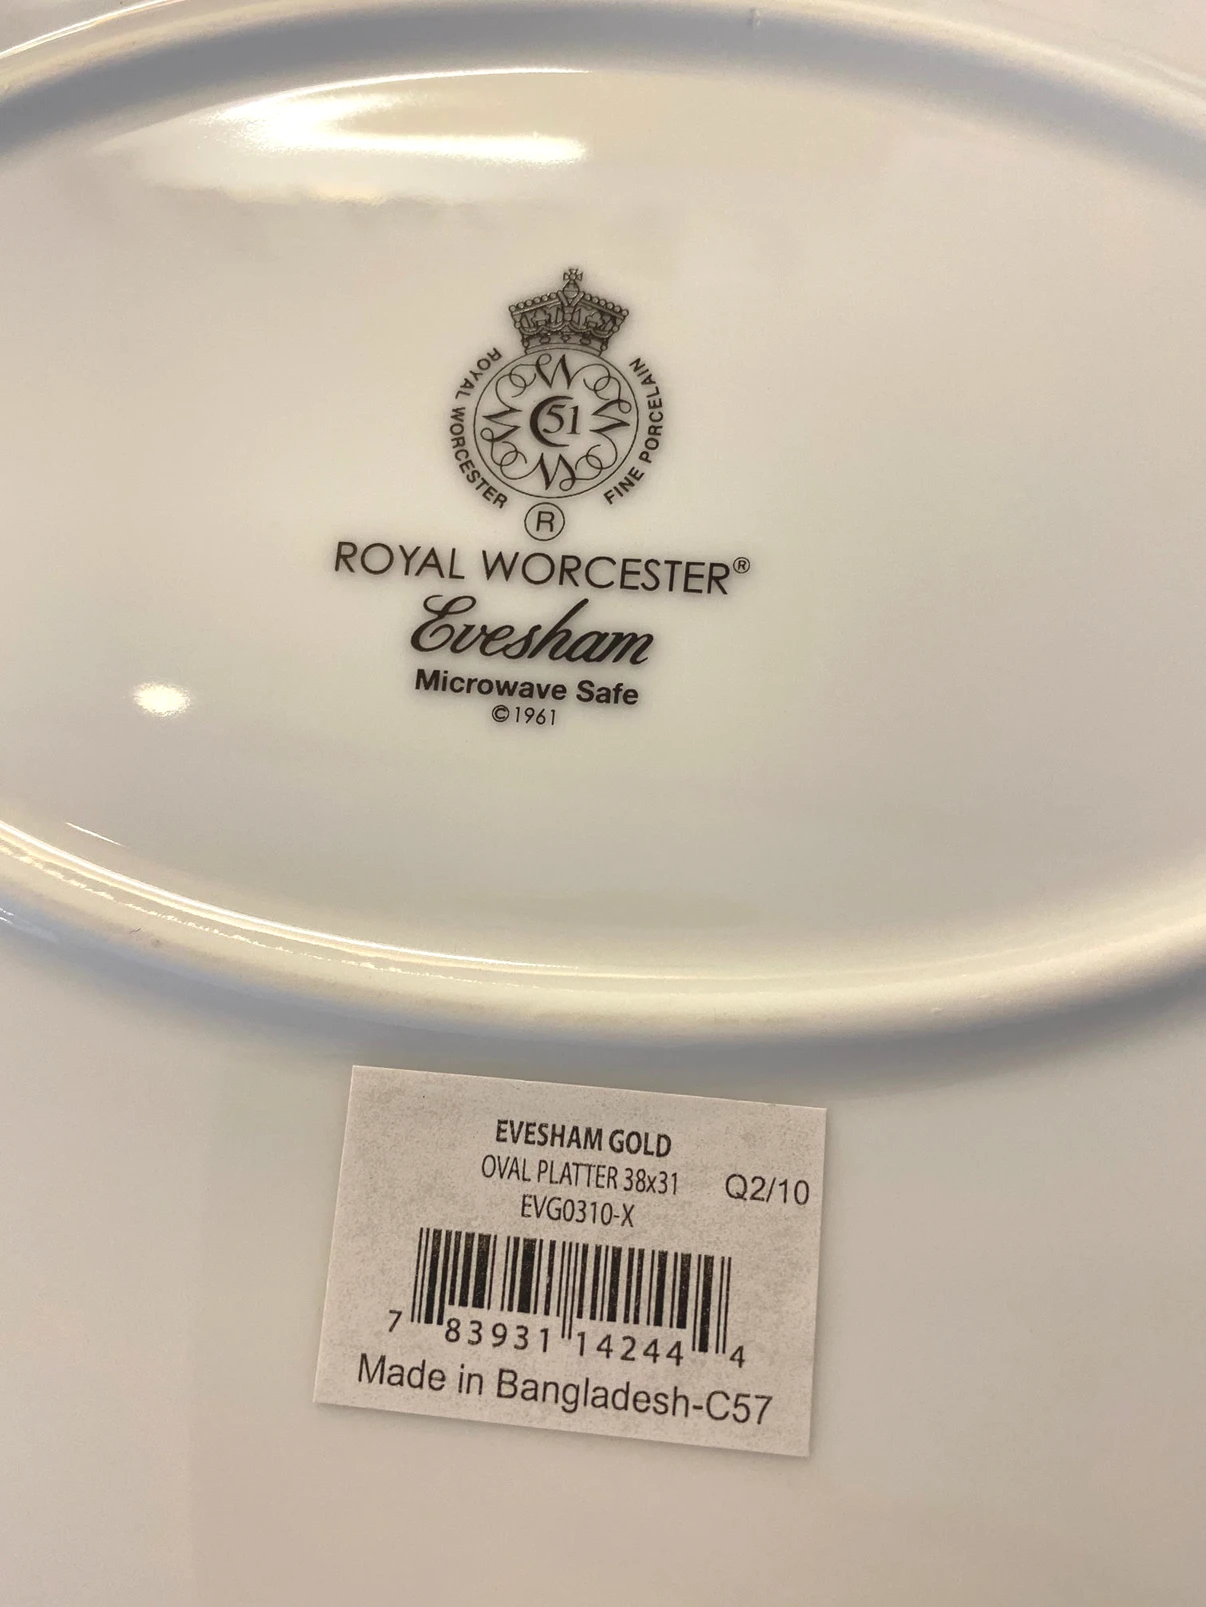 ROYAL WORCESTER
FINE PORCELAIN
51
®
ROYAL WORCESTER®
Evesham
Microwave Safe
©1961
EVESHAM GOLD
OVAL PLATTER 38x31
Q2/10
EVG0310-X
7 83931 14244 4
Made in Bangladesh-C57